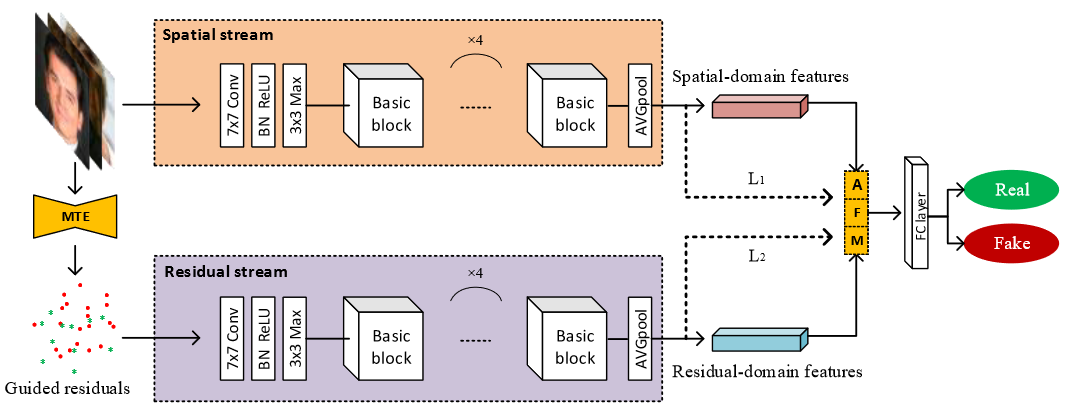 Spatial stream
×4
7x7 Conv
BN ReLU
3x3 Max
Basic
block
......
Basic
block
AVGpool
Spatial-domain features
L1
MTE
A
F
M
FC layer
Real
Fake
L2
Residual stream
×4
7x7 Conv
BN ReLU
3x3 Max
Basic
block
......
Basic
block
AVGpool
Guided residuals
Residual-domain features